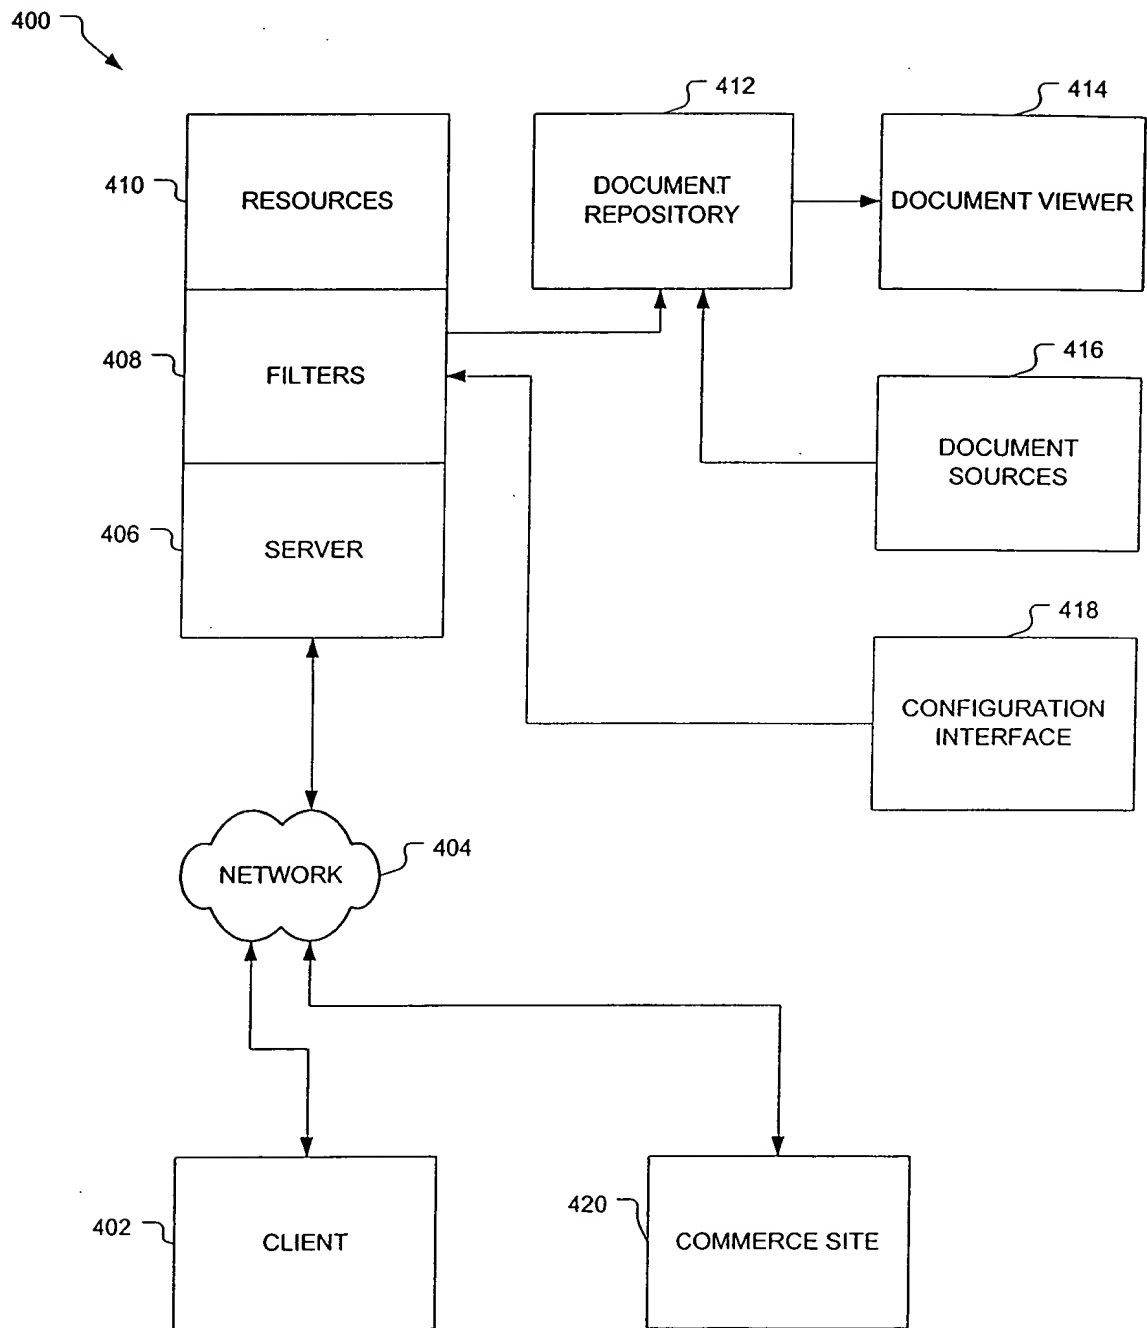 400
412
414
410
RESOURCES
DOCUMENT
REPOSITORY
DOCUMENT VIEWER
408
FILTERS
416
DOCUMENT
SOURCES
406
SERVER
418
CONFIGURATION
INTERFACE
NETWORK
404
402
CLIENT
420
COMMERCE SITE